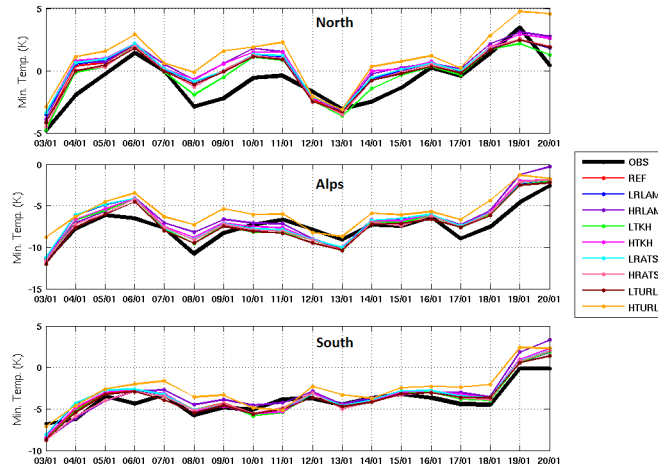 North
Min. Temp. (K.)
5
0
-5
03/01 04/01 05/01 06/01 07/01 08/01 09/01 10/01 11/01 12/01 13/01 14/01 15/01 16/01 17/01 18/01 19/01 20/01
Alps
Min. Temp. (K.)
0
-5
-10
-15
03/01 04/01 05/01 06/01 07/01 08/01 09/01 10/01 11/01 12/01 13/01 14/01 15/01 16/01 17/01 18/01 19/01 20/01
South
Min. Temp. (K.)
5
0
-5
-10
03/01 04/01 05/01 06/01 07/01 08/01 09/01 10/01 11/01 12/01 13/01 14/01 15/01 16/01 17/01 18/01 19/01 20/01
OBS
REF
LRLAM
HRLAM
LTKH
HTKH
LRATS
HRATS
LTURL
HTURL